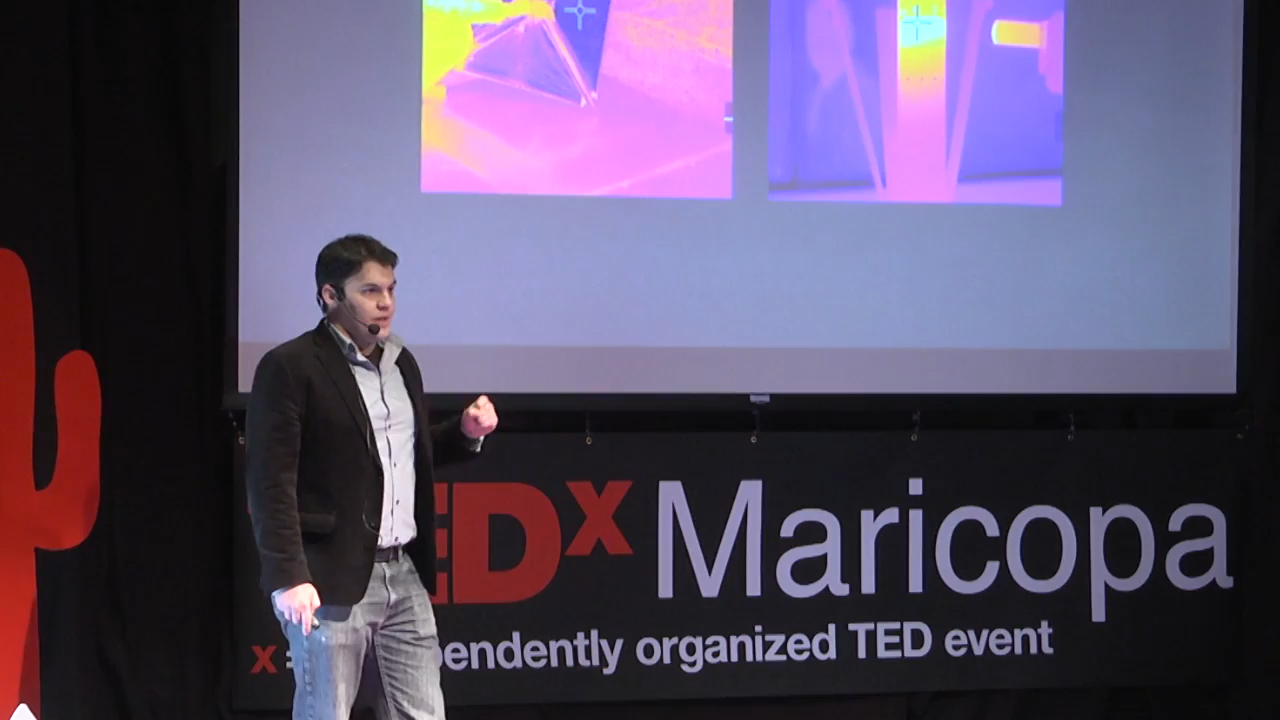 EDx Maricopa
x = pendently organized TED event